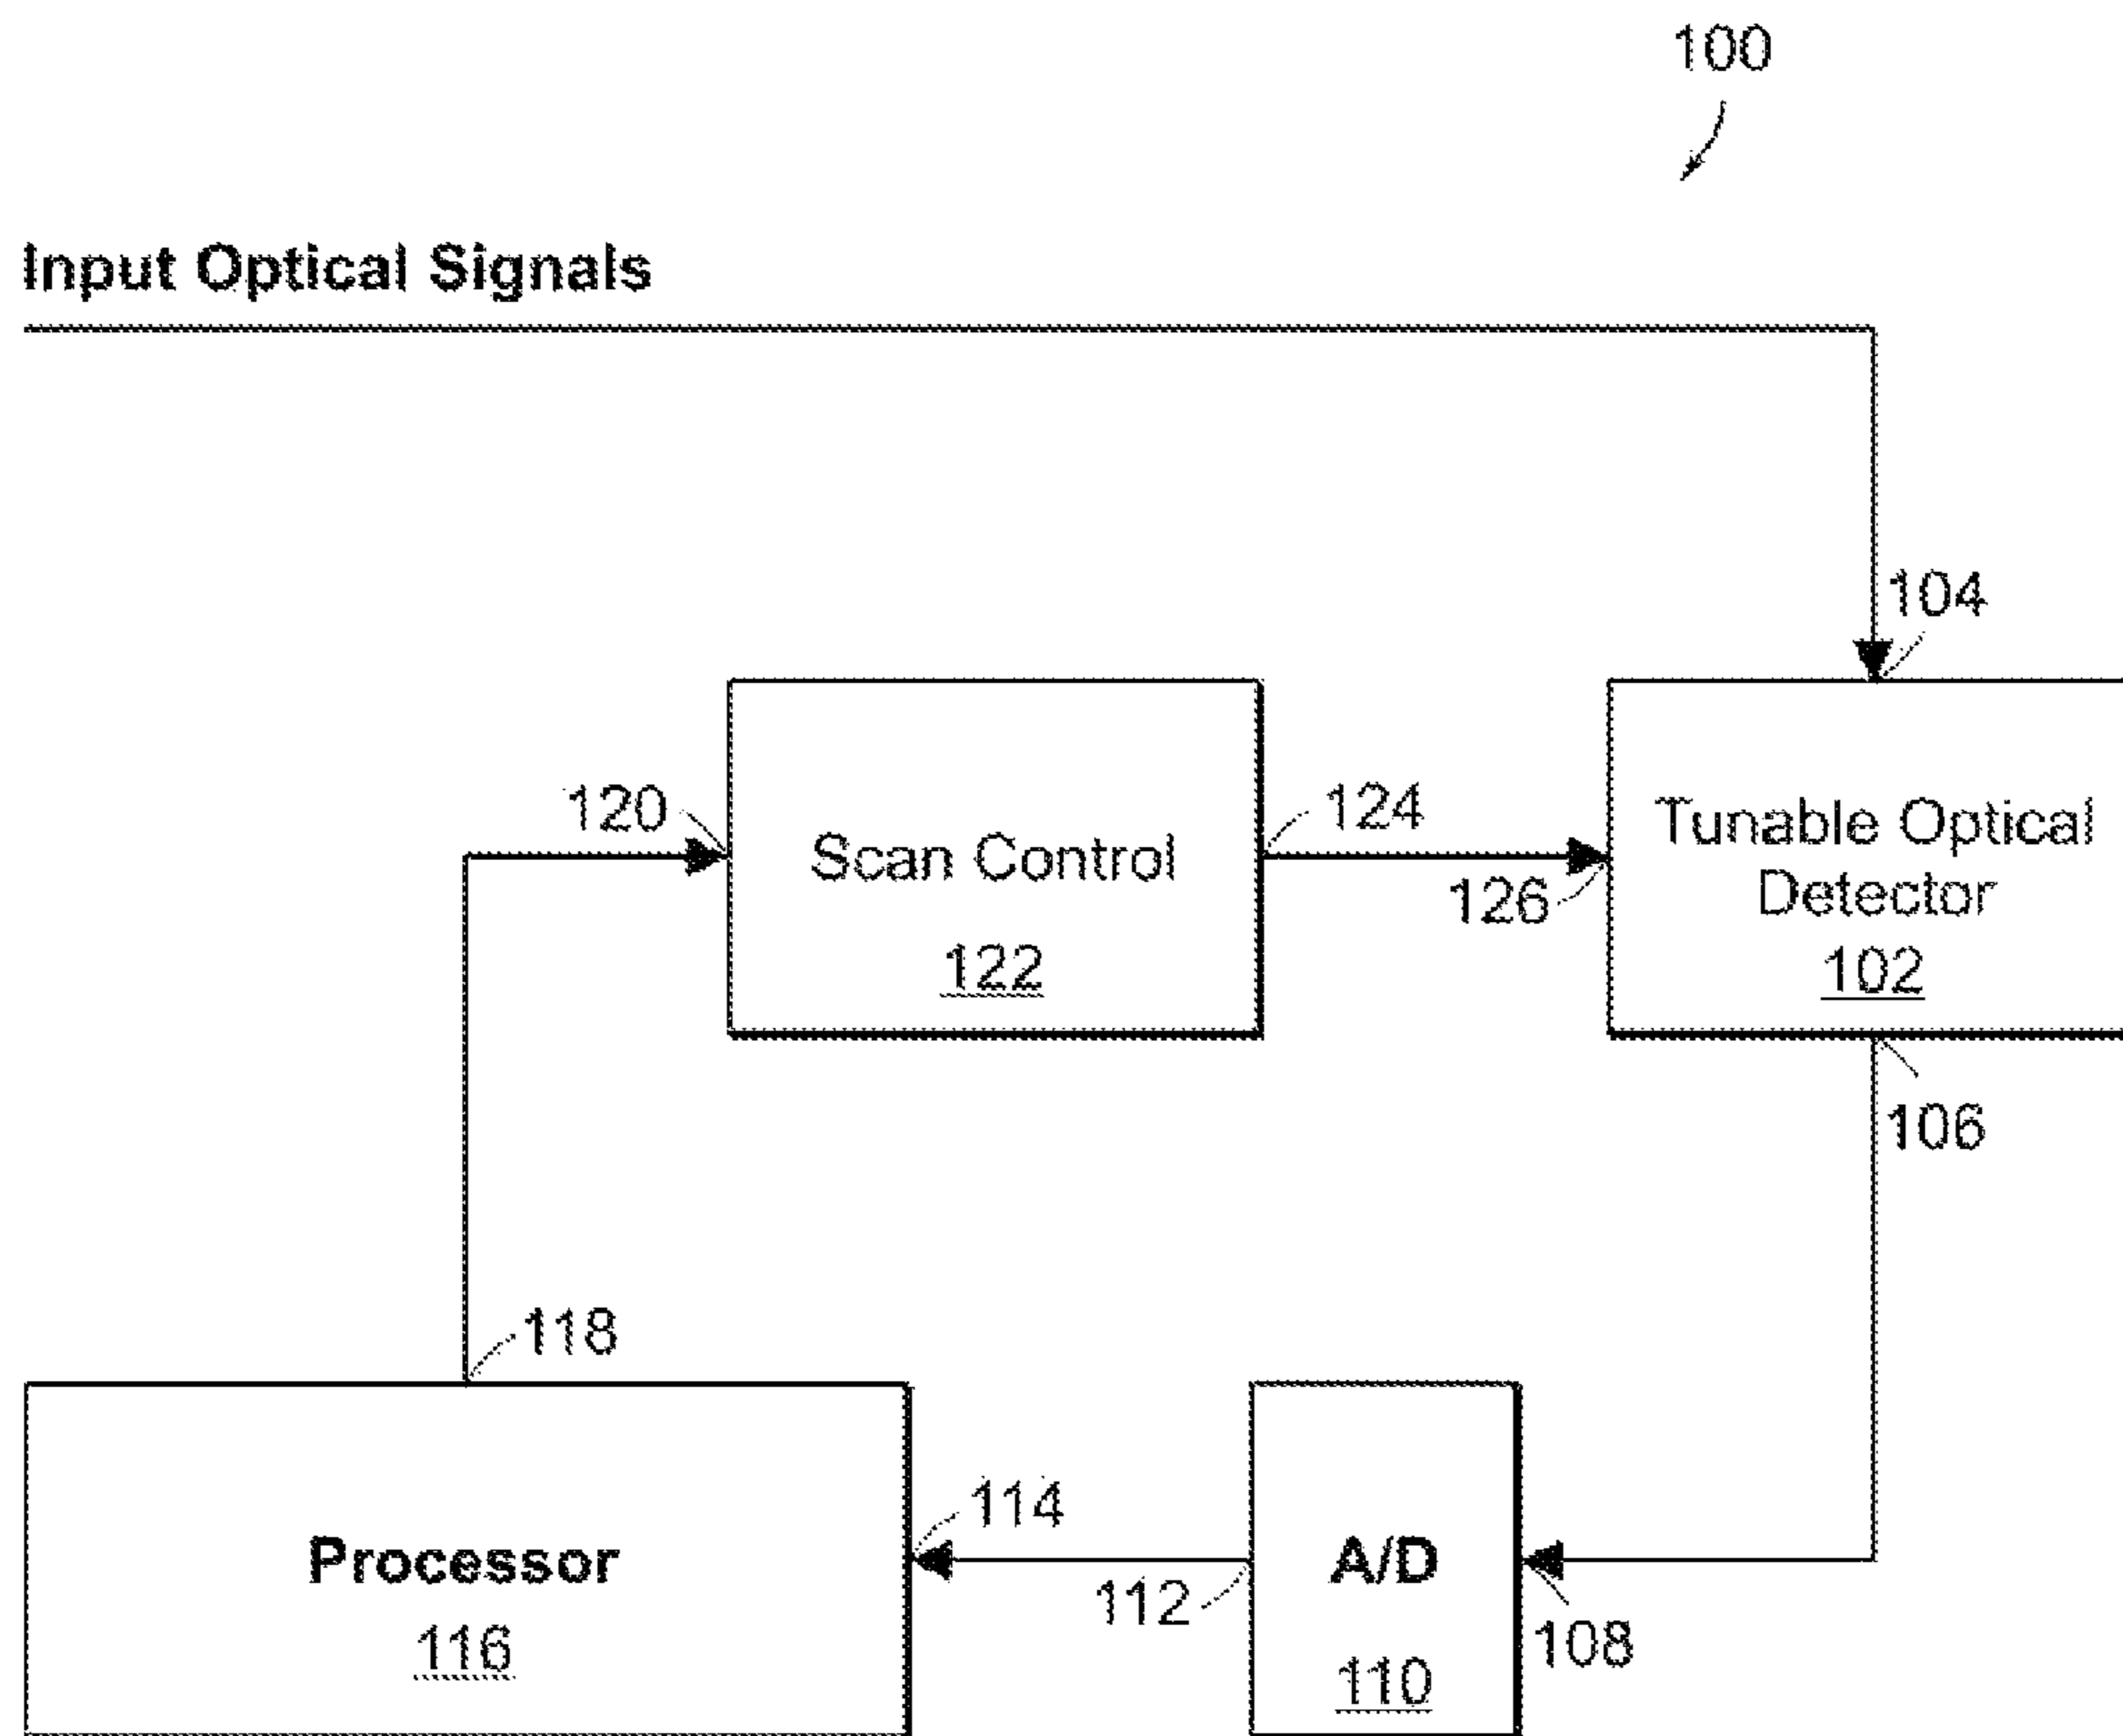 100
Input Optical Signals
104
120
Scan Control
122
124
126
Tunable Optical
Detector
102
106
118
Processor
116
114
112
A/D
110
108